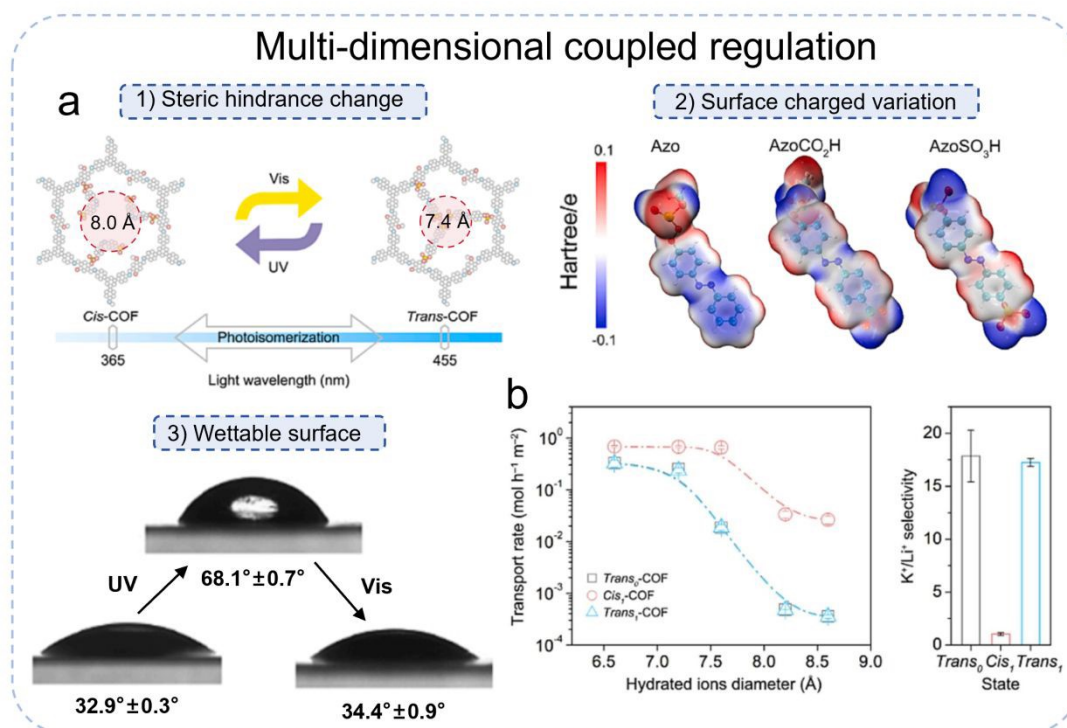 Multi-dimensional coupled regulation
a
1) Steric hindrance change
8.0 Å
Vis
UV
7.4 Å
Cis-COF
Photoisomerization
Trans-COF
365
455
Light wavelength (nm)
2) Surface charged variation
0.1
Hartree/e
-0.1
Azo
AzoCO₂H
AzoSO₃H
3) Wettable surface
68.1°±0.7°
UV
Vis
32.9°±0.3°
34.4°±0.9°
b
Transport rate (mol h⁻¹ m⁻²)
10⁰
10⁻¹
10⁻²
10⁻³
10⁻⁴
Trans₀-COF
Cis₁-COF
Trans₁-COF
6.5 7.0 7.5 8.0 8.5 9.0
Hydrated ions diameter (Å)
K⁺/Li⁺ selectivity
20
15
10
5
0
Trans₀ Cis₁ Trans₁
State